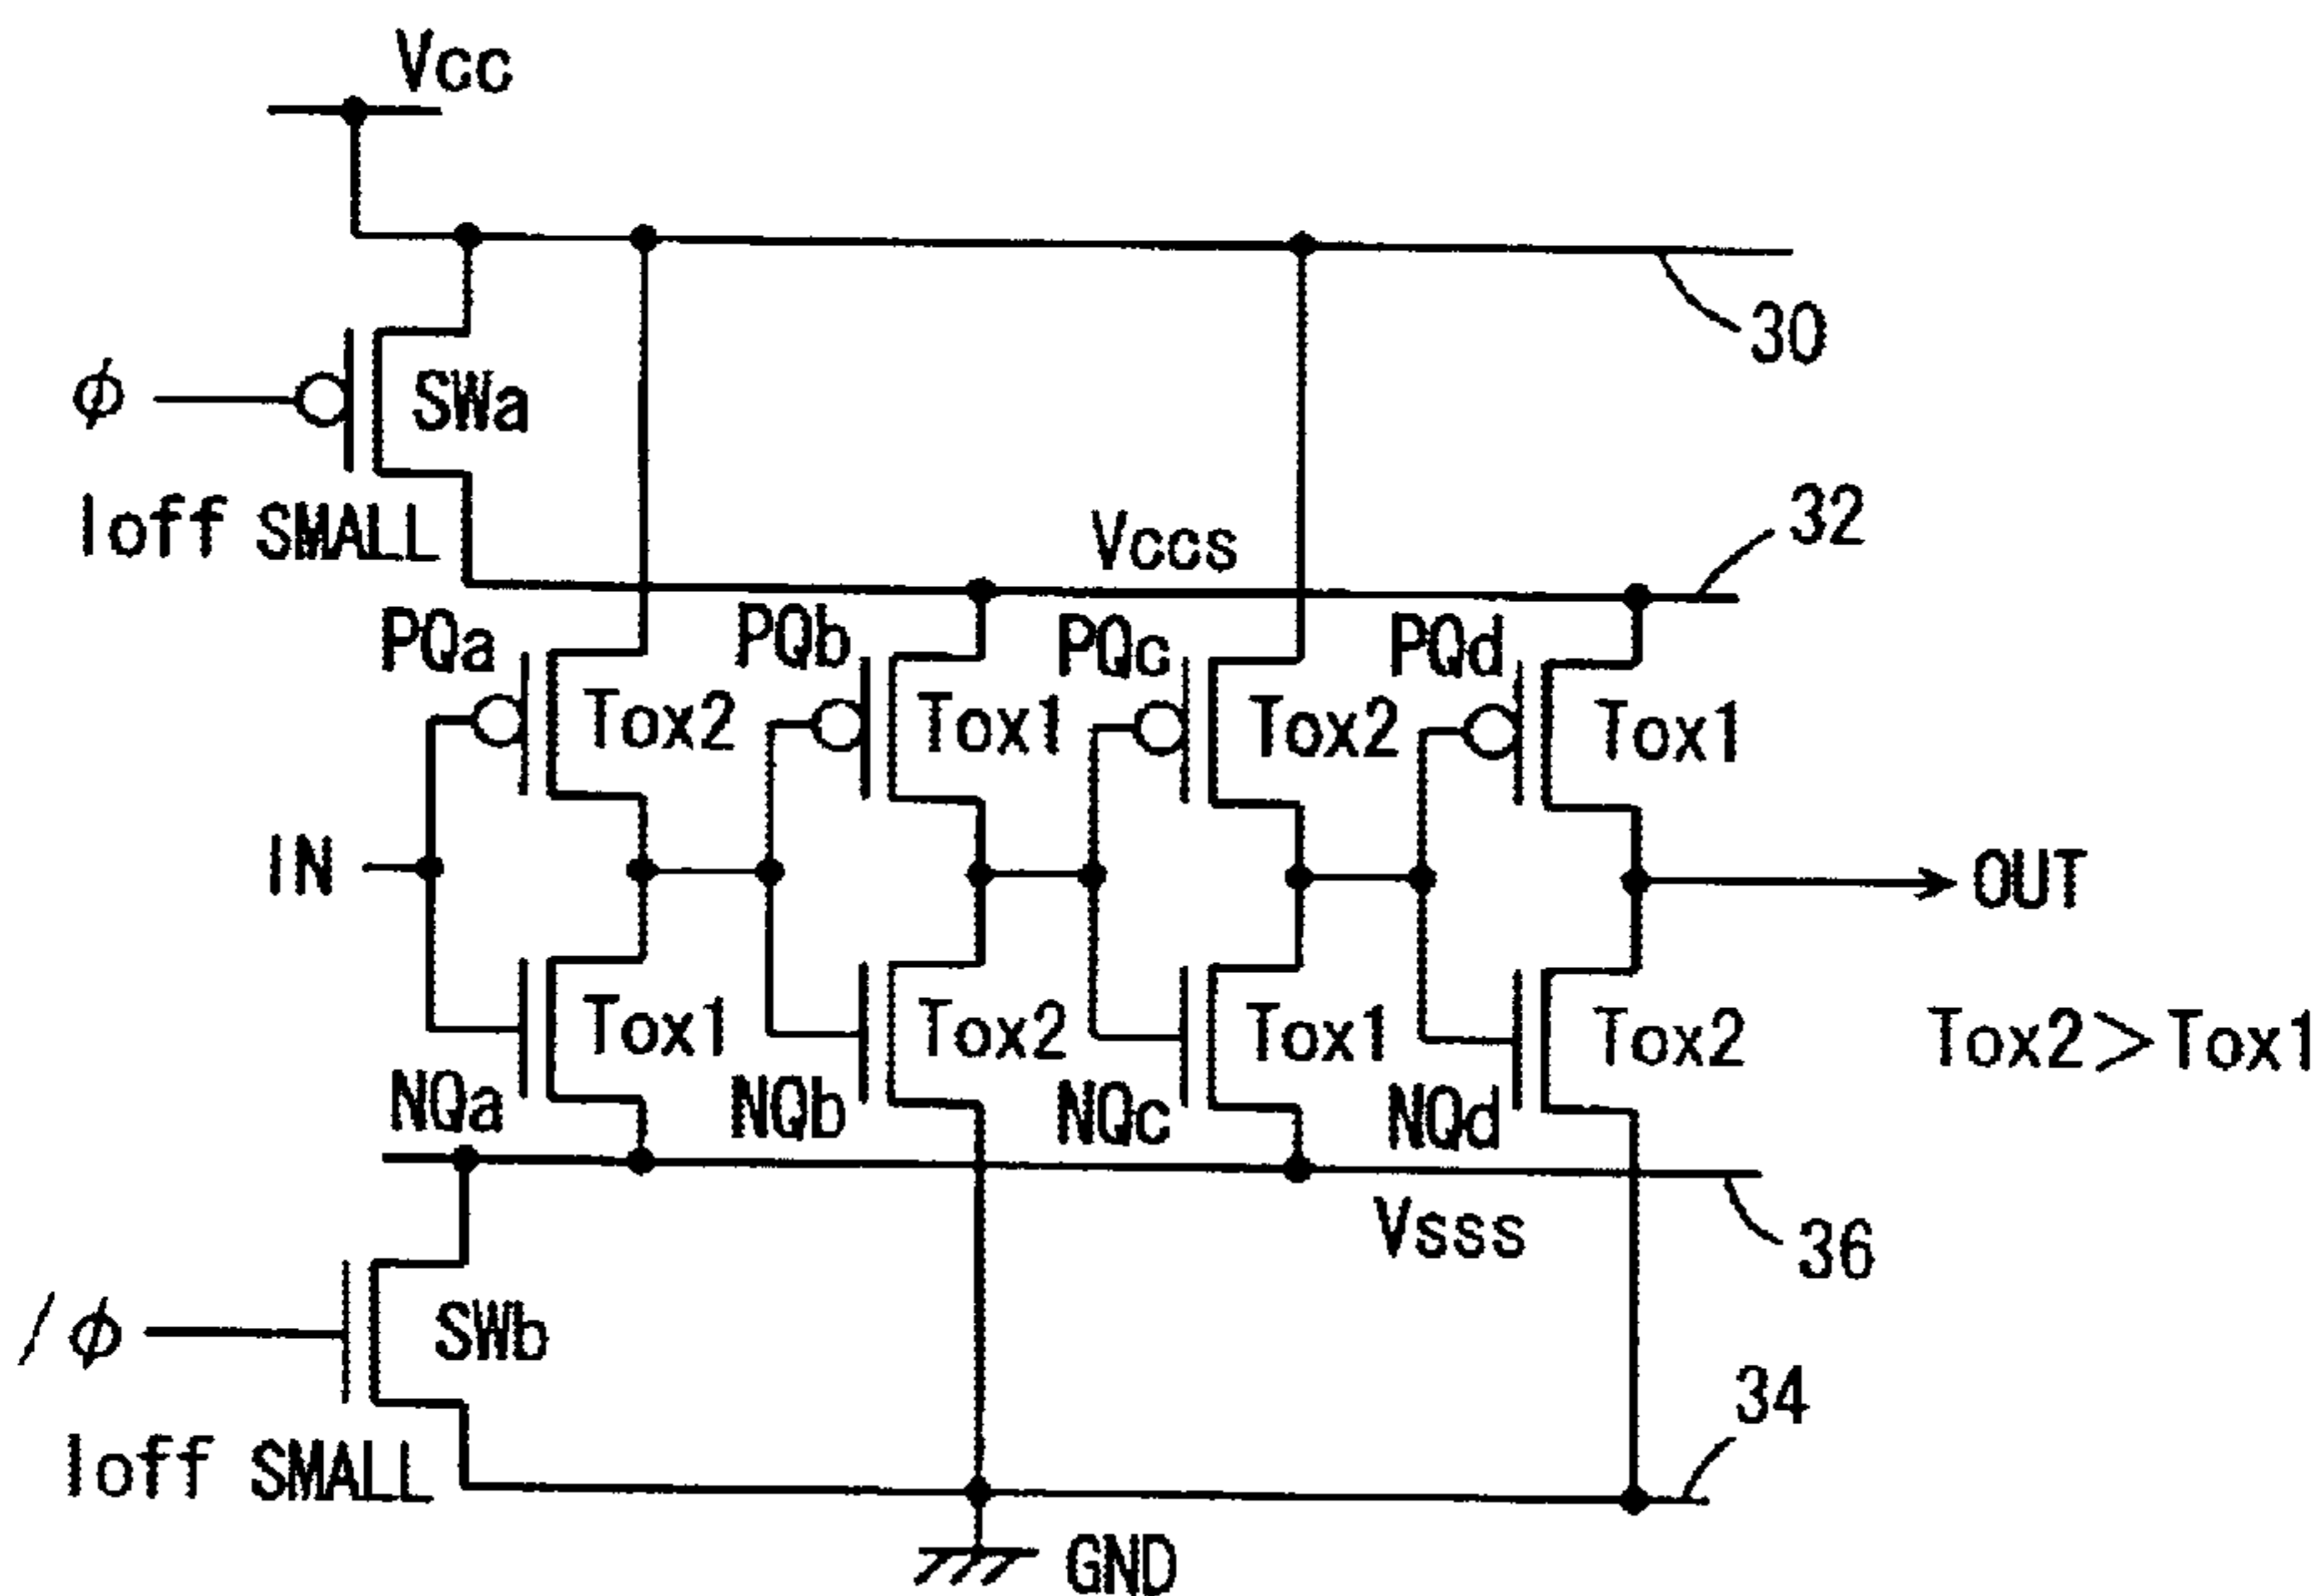 Vcc
30
φ
SWa
Ioff SMALL
Vccs
32
PQa
PQb
PQc
PQd
Tox2
Tox1
Tox2
Tox1
IN
OUT
Tox1
Tox2
Tox1
Tox2
Tox2>Tox1
NQa
NQb
NQc
NQd
Vsss
36
/φ
SWb
34
Ioff SMALL
GND